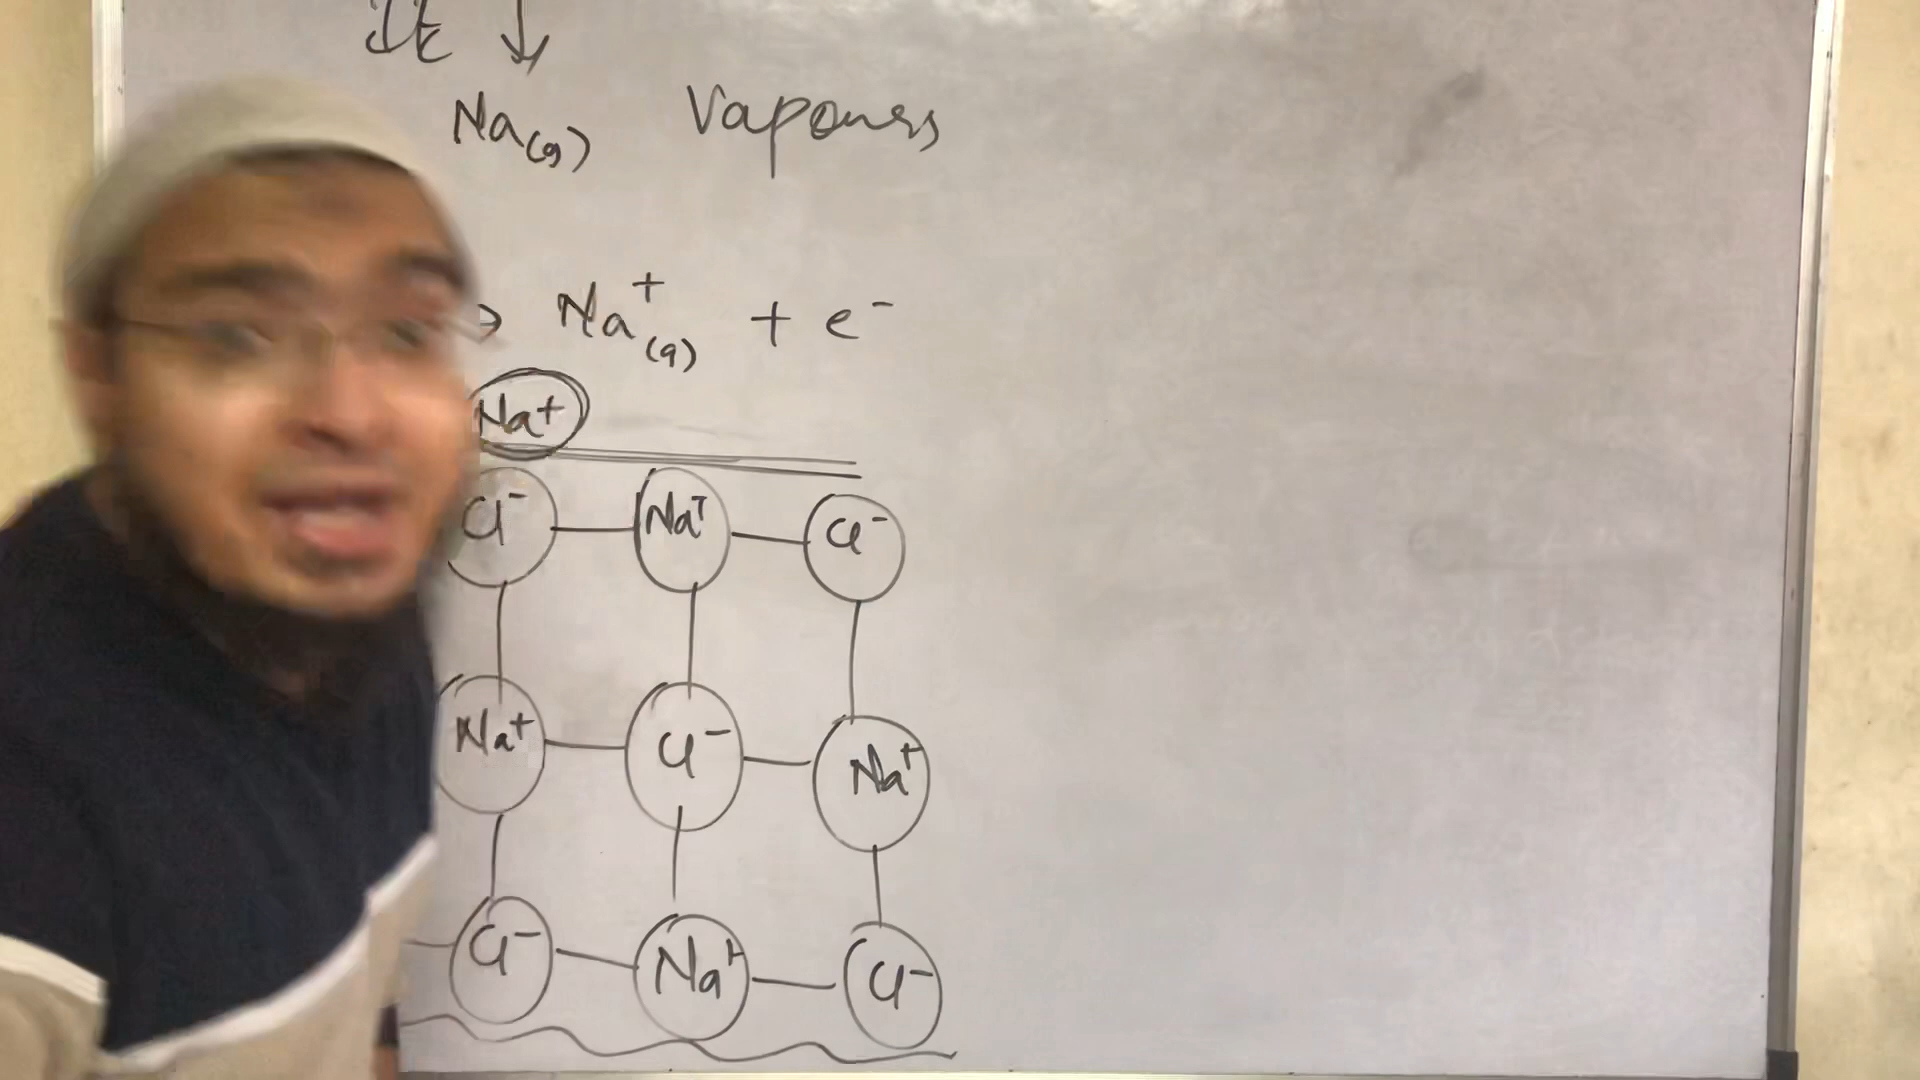 IE ↓
Na(g) Vapours
→ Na⁺(g) + e⁻
Na+
Cl⁻ Na⁺ Cl⁻
Na⁺ Cl⁻ Na⁺
Cl⁻ Na⁺ Cl⁻